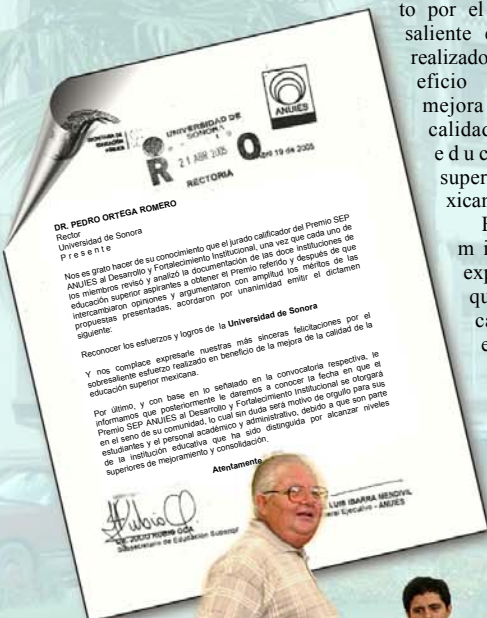 to por el
saliente
realizado
eficio
mejora
calidad
educ
super
xican
m i
exp
qu
ca
e
ANUIES
UNIVERSIDAD DE
SONORA
R 21 ABR 2005 O
Abril 19 de 2005
RECTORIA
DR. PEDRO ORTEGA ROMERO
Rector
Universidad de Sonora
P r e s e n t e
Nos es grato hacer de su conocimiento que el jurado calificador del Premio SEP
ANUIES al Desarrollo y Fortalecimiento Institucional, una vez que cada uno de
los miembros revisó y analizó la documentación de las doce instituciones de
educación superior aspirantes a obtener el Premio referido y después de que
intercambiaron opiniones y argumentaron con amplitud los méritos de las
propuestas presentadas, acordaron por unanimidad emitir el dictamen
siguiente:
Reconocer los esfuerzos y logros de la Universidad de Sonora
Y nos complace expresarle nuestras más sinceras felicitaciones por el
sobresaliente esfuerzo realizado en beneficio de la mejora de la calidad de la
educación superior mexicana.
Por último, y con base en lo señalado en la convocatoria respectiva, le
informamos que posteriormente le daremos a conocer la fecha en que el
Premio SEP ANUIES al Desarrollo y Fortalecimiento Institucional se otorgará
en el seno de su comunidad, lo cual sin duda será motivo de orgullo para sus
estudiantes y el personal académico y administrativo, debido a que son parte
de la institución educativa que ha sido distinguida por alcanzar niveles
superiores de mejoramiento y consolidación.
Atentamente
DR. JULIO RUBIO OCA
Subsecretario de Educación Superior
LUIS IBARRA MENDIVIL
Ejecutivo - ANUIES